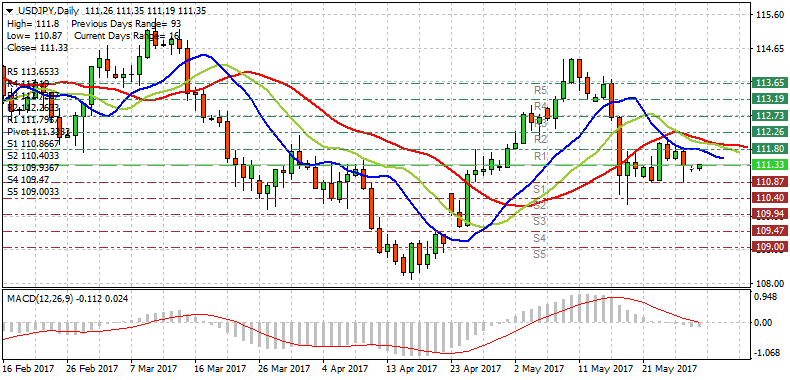 USDJPY,Daily 111.26 111.35 111.19 111.35
High= 111.8 Previous Days Range= 93
Low= 110.87 Current Days Range= 16
Close= 111.33
R5 113.6533
R1 111.7967
Pivot 111.3333
S1 110.8667
S2 110.4033
S3 109.9367
S4 109.47
S5 109.0033
R5
R4
R2
R1
S1
S2
S3
S4
S5
115.60
114.65
113.65
113.19
112.73
112.26
111.80
111.33
110.87
110.40
109.94
109.47
109.00
108.00
MACD(12,26,9) -0.112 0.024
0.948
0.00
-1.068
16 Feb 2017
26 Feb 2017
7 Mar 2017
16 Mar 2017
26 Mar 2017
4 Apr 2017
13 Apr 2017
23 Apr 2017
2 May 2017
11 May 2017
21 May 2017